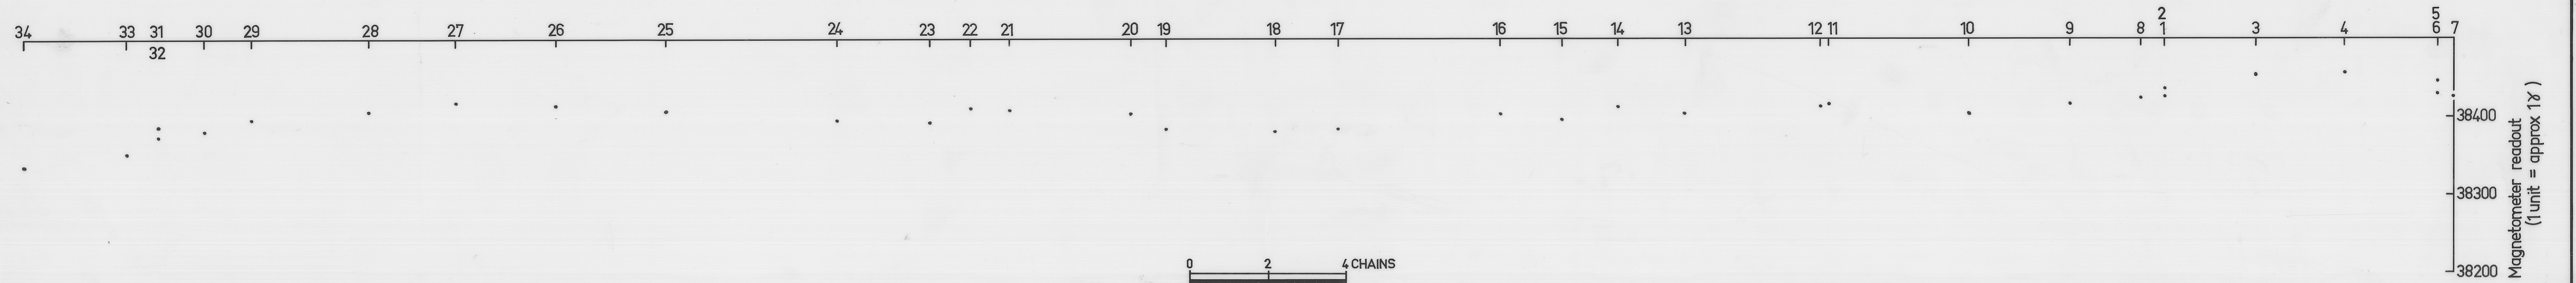 5
2
34 33 31 30 29 28 27 26 25 24 23 22 21 20 19 18 17 16 15 14 13 12 11 10 9 8 1 3 4 6 7
32
38400
38300
38200
Magnetometer readout
(1 unit = approx 1γ)
0 2 4 CHAINS